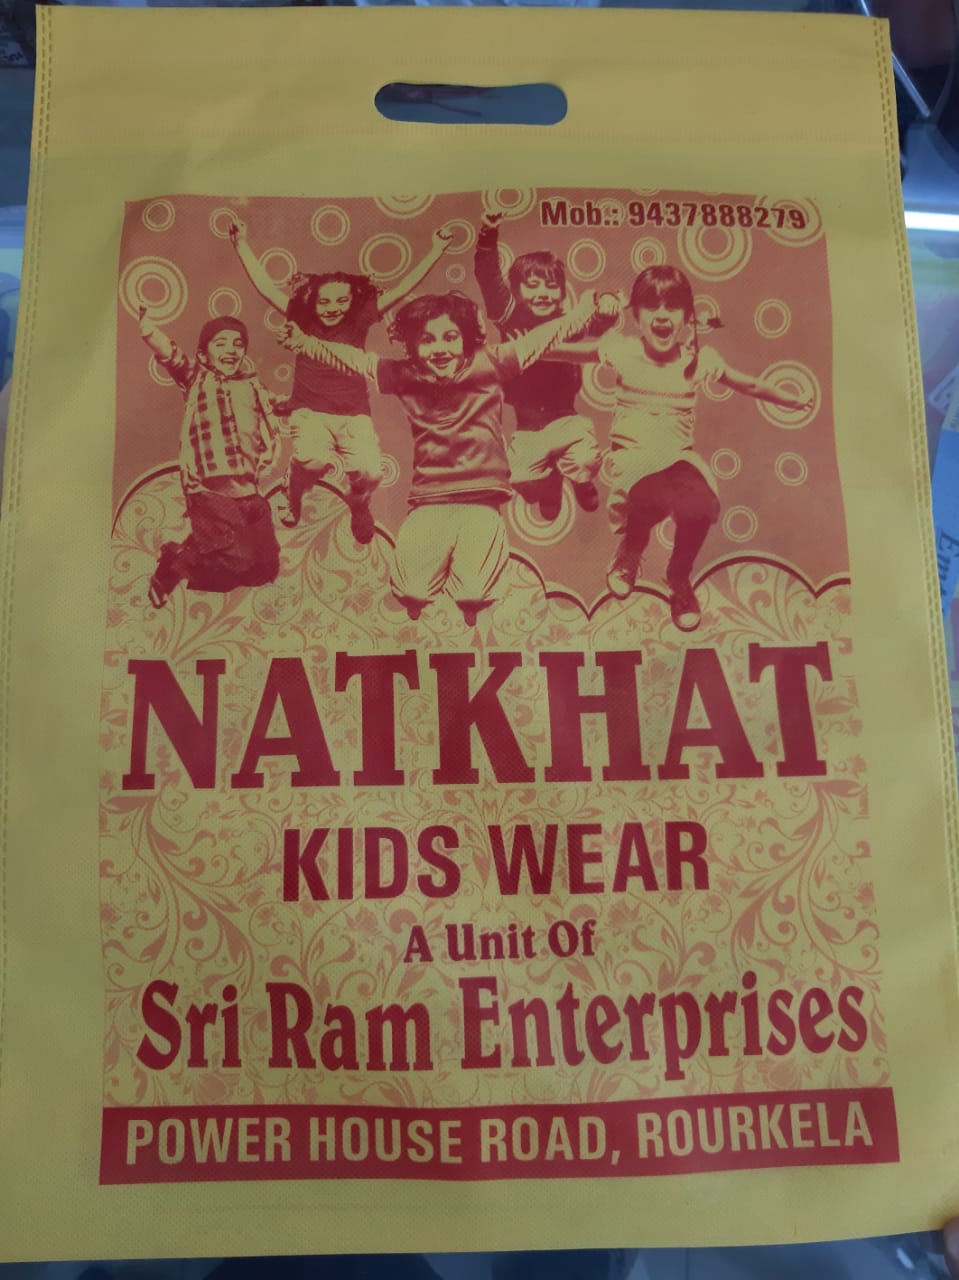 Mob.: 9437888279
NATKHAT
KIDS WEAR
A Unit Of
Sri Ram Enterprises
POWER HOUSE ROAD, ROURKELA